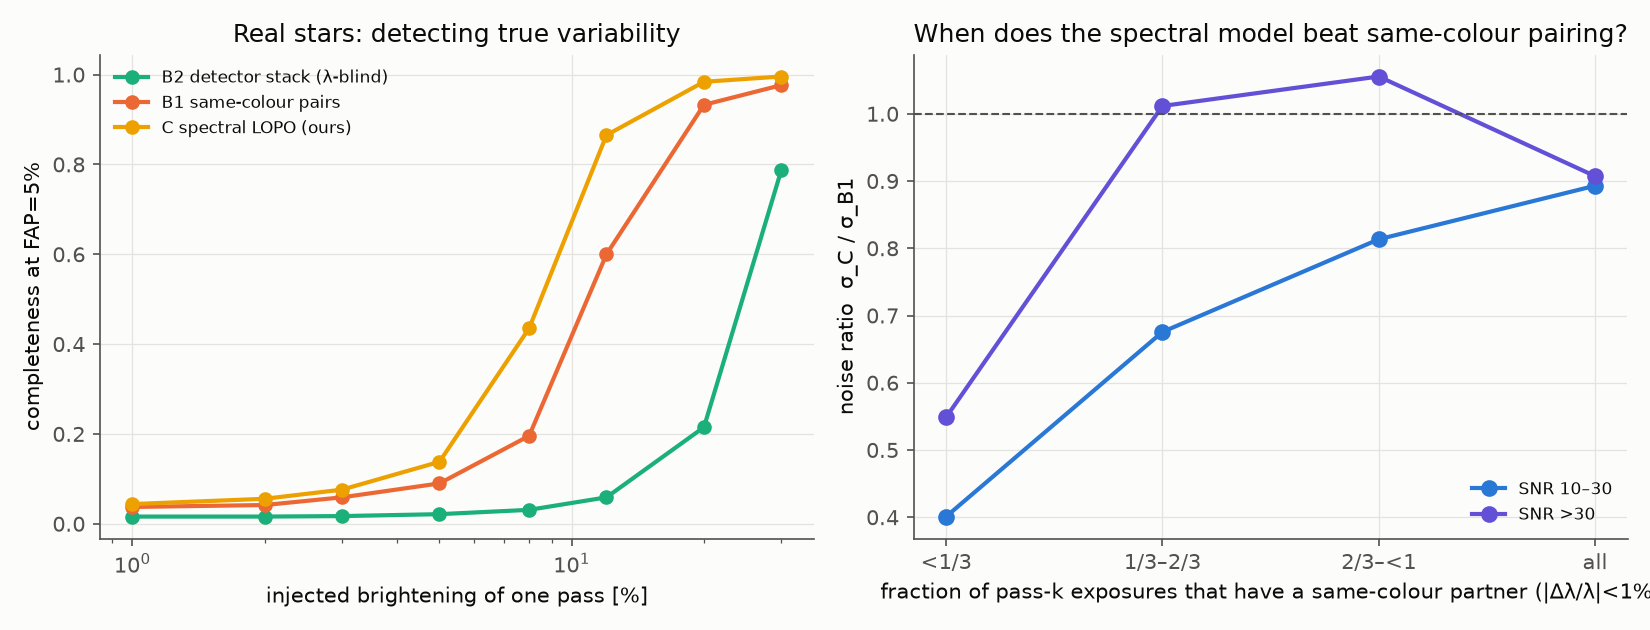 Real stars: detecting true variability
completeness at FAP=5%
1.0
0.8
0.6
0.4
0.2
0.0
B2 detector stack (λ-blind)
B1 same-colour pairs
C spectral LOPO (ours)
10⁰
10¹
injected brightening of one pass [%]
When does the spectral model beat same-colour pairing?
noise ratio σ_C / σ_B1
1.0
0.9
0.8
0.7
0.6
0.5
0.4
SNR 10–30
SNR >30
<1/3
1/3–2/3
2/3–<1
all
fraction of pass-k exposures that have a same-colour partner (|Δλ/λ|<1%